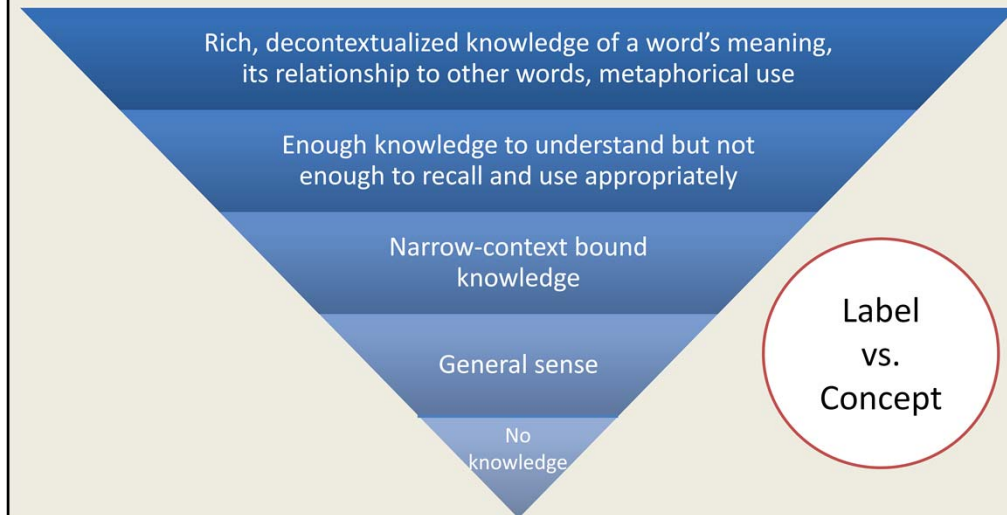 Rich, decontextualized knowledge of a word’s meaning,
its relationship to other words, metaphorical use
Enough knowledge to understand but not
enough to recall and use appropriately
Narrow-context bound
knowledge
General sense
No
knowledge
Label
vs.
Concept